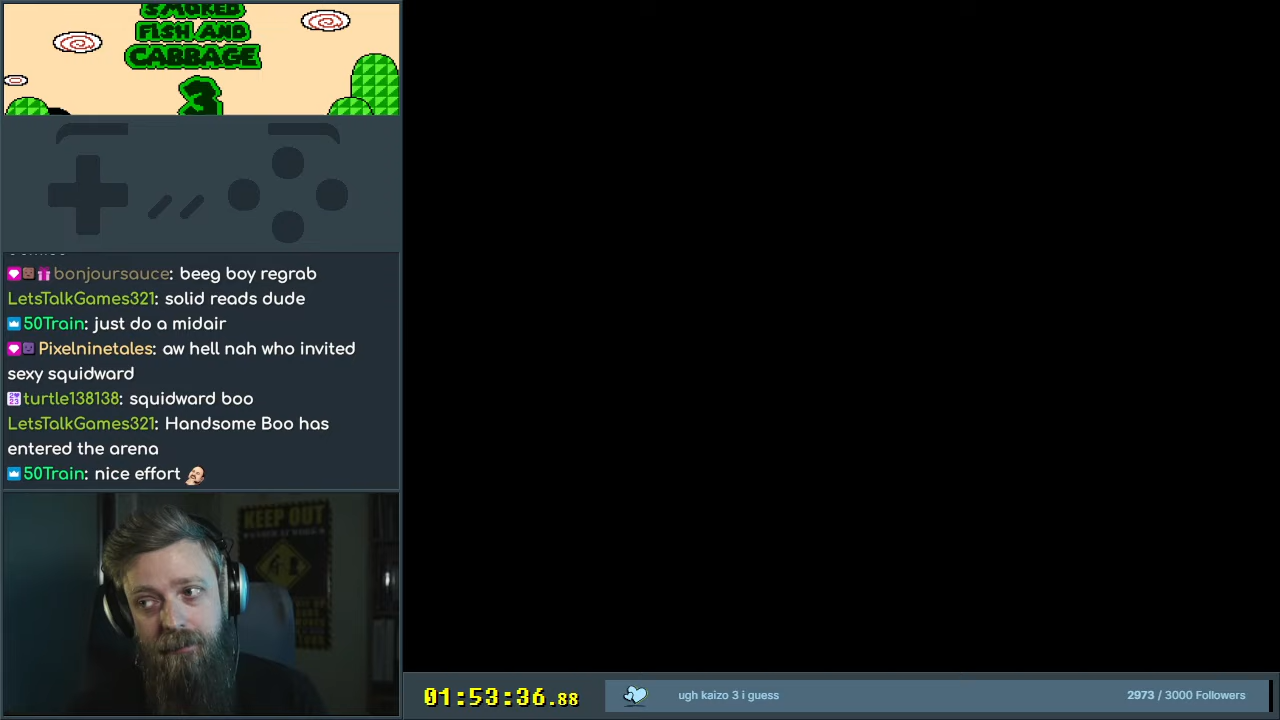 SMOKED
FISH AND
CABBAGE
3
bonjoursauce: beeg boy regrab
LetsTalkGames321: solid reads dude
50Train: just do a midair
Pixelninetales: aw hell nah who invited
sexy squidward
turtle138138: squidward boo
LetsTalkGames321: Handsome Boo has
entered the arena
50Train: nice effort
KEEP OUT
01:53:36.88
ugh kaizo 3 i guess
2973 / 3000 Followers